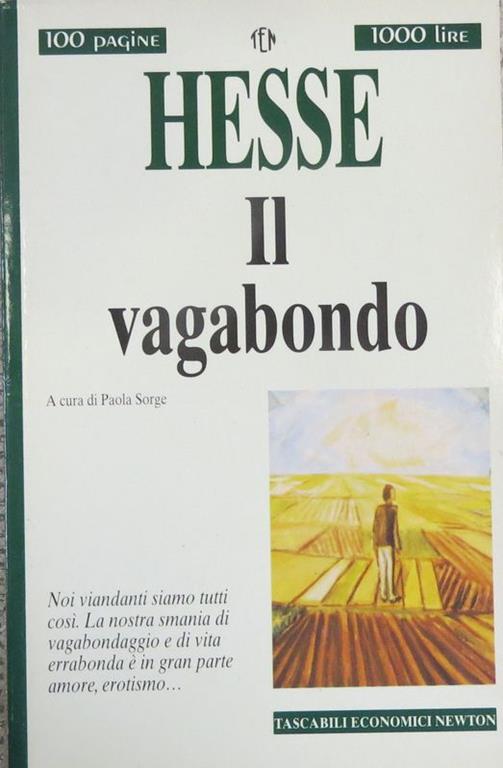 100 PAGINE
TEN
1000 LIRE
HESSE
Il
vagabondo
A cura di Paola Sorge
Noi viandanti siamo tutti
così. La nostra smania di
vagabondaggio e di vita
errabonda è in gran parte
amore, erotismo…
TASCABILI ECONOMICI NEWTON